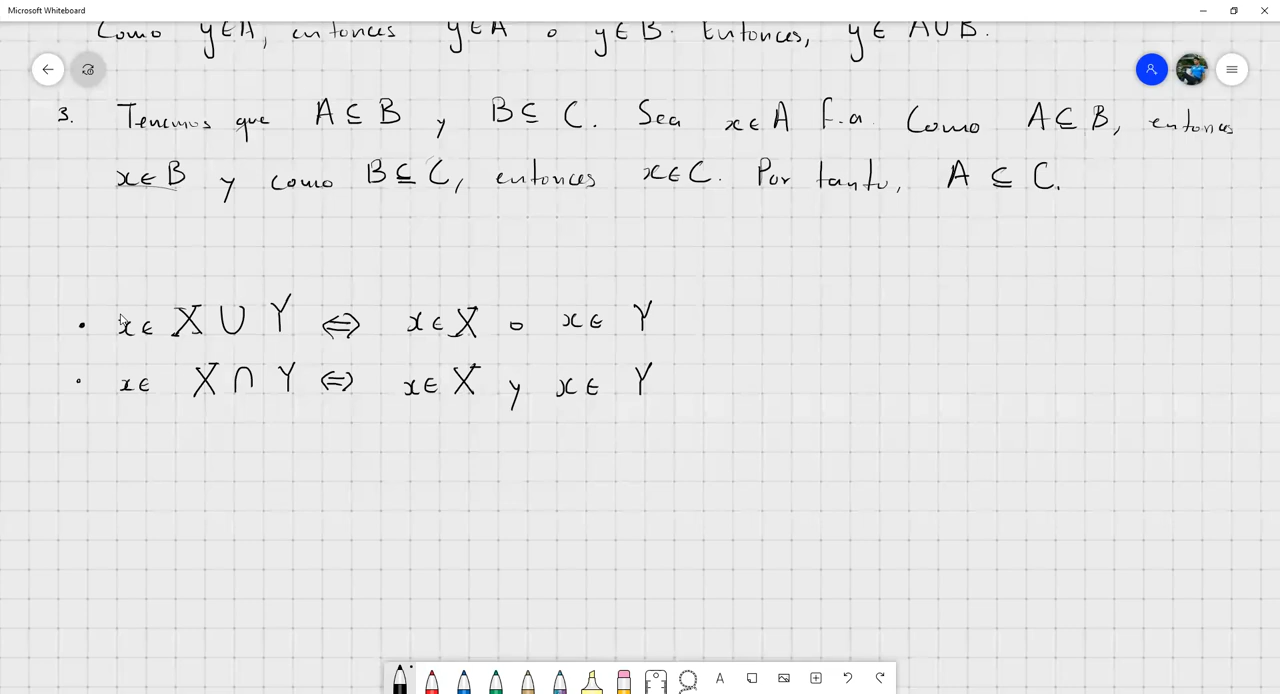 Microsoft Whiteboard
Como y∈A, entonces y∈A o y∈B. Entonces, y∈ A∪B.
3. Tenemos que A⊆B y B⊆C. Sea x∈A f.a. Como A⊆B, entonces
x∈B y como B⊆C, entonces x∈C. Por tanto, A ⊆ C.
• x∈ X ∪ Y ⇔ x∈X o x∈ Y
• x∈ X ∩ Y ⇔ x∈X y x∈ Y
A